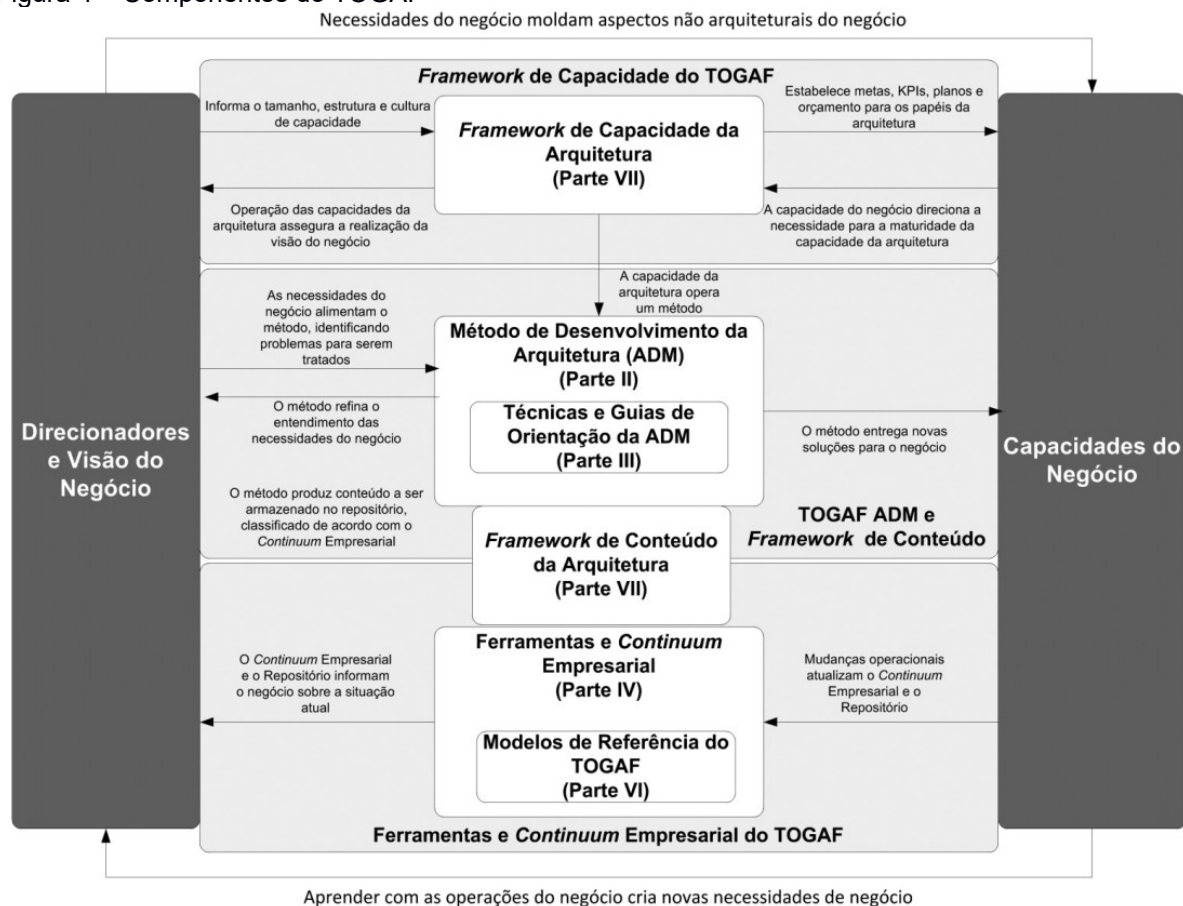 Necessidades do negócio moldam aspectos não arquiteturais do negócio
Framework de Capacidade do TOGAF
Informa o tamanho, estrutura e cultura
de capacidade
Estabelece metas, KPIs, planos e
orçamento para os papéis da
arquitetura
Framework de Capacidade da
Arquitetura
(Parte VII)
Operação das capacidades da
arquitetura assegura a realização da
visão do negócio
A capacidade do negócio direciona a
necessidade para a maturidade da
capacidade da arquitetura
A capacidade da
arquitetura opera
um método
As necessidades do
negócio alimentam o
método, identificando
problemas para serem
tratados
Método de Desenvolvimento da
Arquitetura (ADM)
(Parte II)
Técnicas e Guias de
Orientação da ADM
(Parte III)
O método refina o
entendimento das
necessidades do negócio
O método entrega novas
soluções para o negócio
Direcionadores
e Visão do
Negócio
Capacidades do
Negócio
O método produz conteúdo a ser
armazenado no repositório,
classificado de acordo com o
Continuum Empresarial
TOGAF ADM e
Framework de Conteúdo
Framework de Conteúdo
da Arquitetura
(Parte VII)
Ferramentas e Continuum
Empresarial
(Parte IV)
O Continuum Empresarial
e o Repositório informam
o negócio sobre a situação
atual
Mudanças operacionais
atualizam o Continuum
Empresarial e o
Repositório
Modelos de Referência do
TOGAF
(Parte VI)
Ferramentas e Continuum Empresarial do TOGAF
Aprender com as operações do negócio cria novas necessidades de negócio